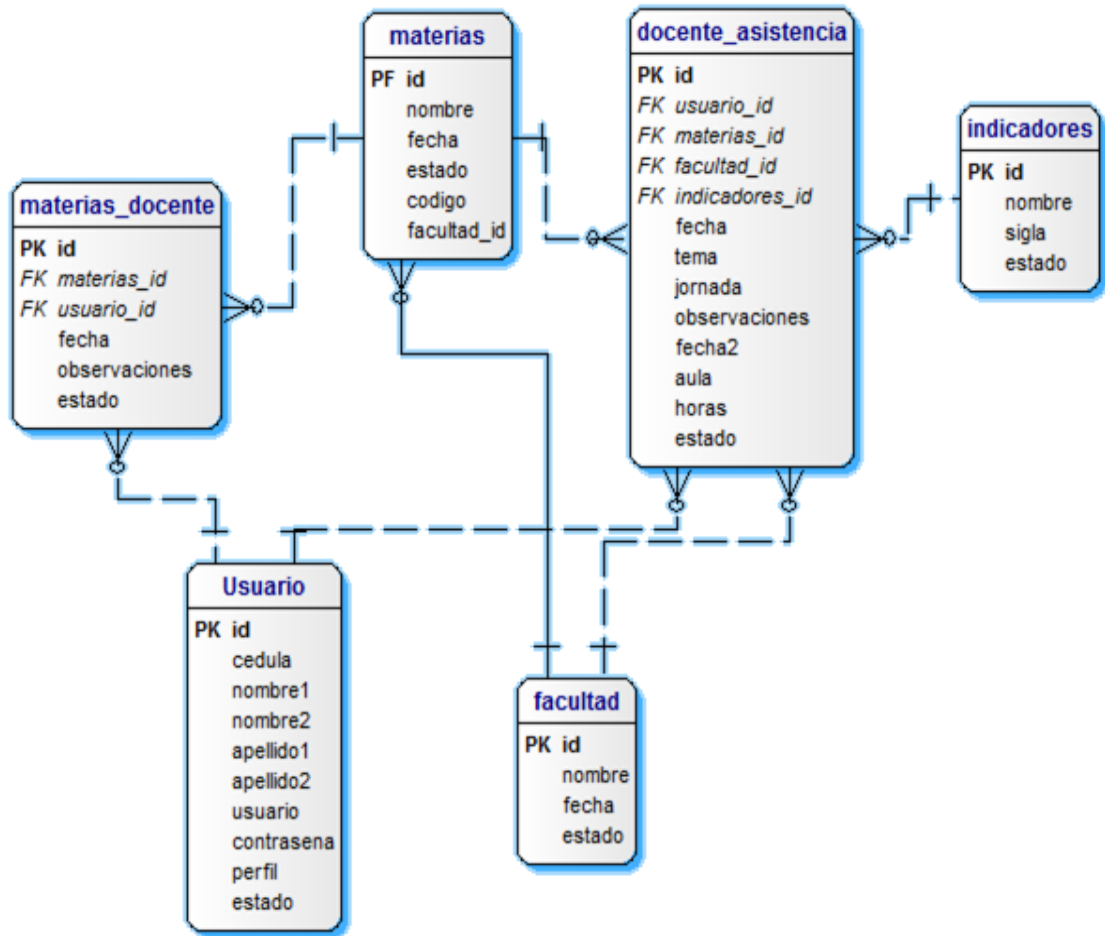 materias
PF id
nombre
fecha
estado
codigo
facultad_id
docente_asistencia
PK id
FK usuario_id
FK materias_id
FK facultad_id
FK indicadores_id
fecha
tema
jornada
observaciones
fecha2
aula
horas
estado
indicadores
PK id
nombre
sigla
estado
materias_docente
PK id
FK materias_id
FK usuario_id
fecha
observaciones
estado
Usuario
PK id
cedula
nombre1
nombre2
apellido1
apellido2
usuario
contrasena
perfil
estado
facultad
PK id
nombre
fecha
estado